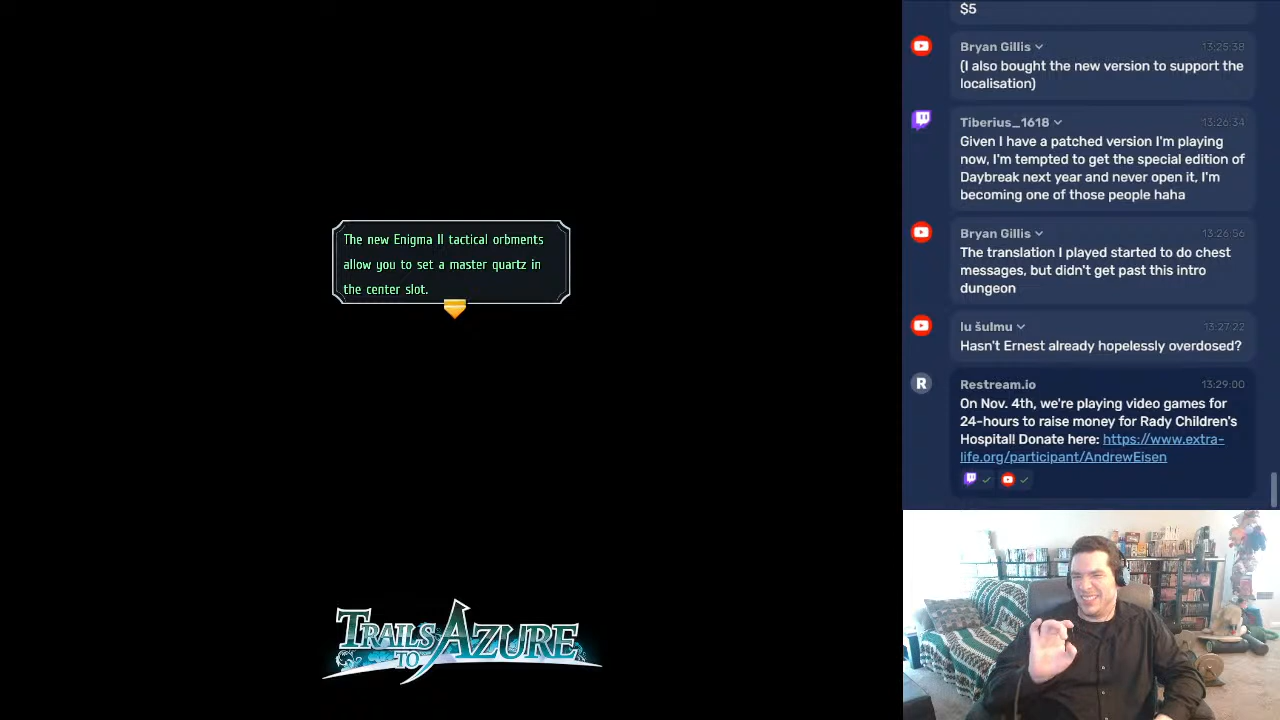 The new Enigma II tactical orbments
allow you to set a master quartz in
the center slot.
TRAILS TO AZURE
$5
Bryan Gillis 13:25:38
(I also bought the new version to support the
localisation)
Tiberius_1618 13:26:34
Given I have a patched version I'm playing
now, I'm tempted to get the special edition of
Daybreak next year and never open it, I'm
becoming one of those people haha
Bryan Gillis 13:26:56
The translation I played started to do chest
messages, but didn't get past this intro
dungeon
lu šulmu 13:27:22
Hasn't Ernest already hopelessly overdosed?
R Restream.io 13:29:00
On Nov. 4th, we're playing video games for
24-hours to raise money for Rady Children's
Hospital! Donate here: https://www.extra-
life.org/participant/AndrewEisen